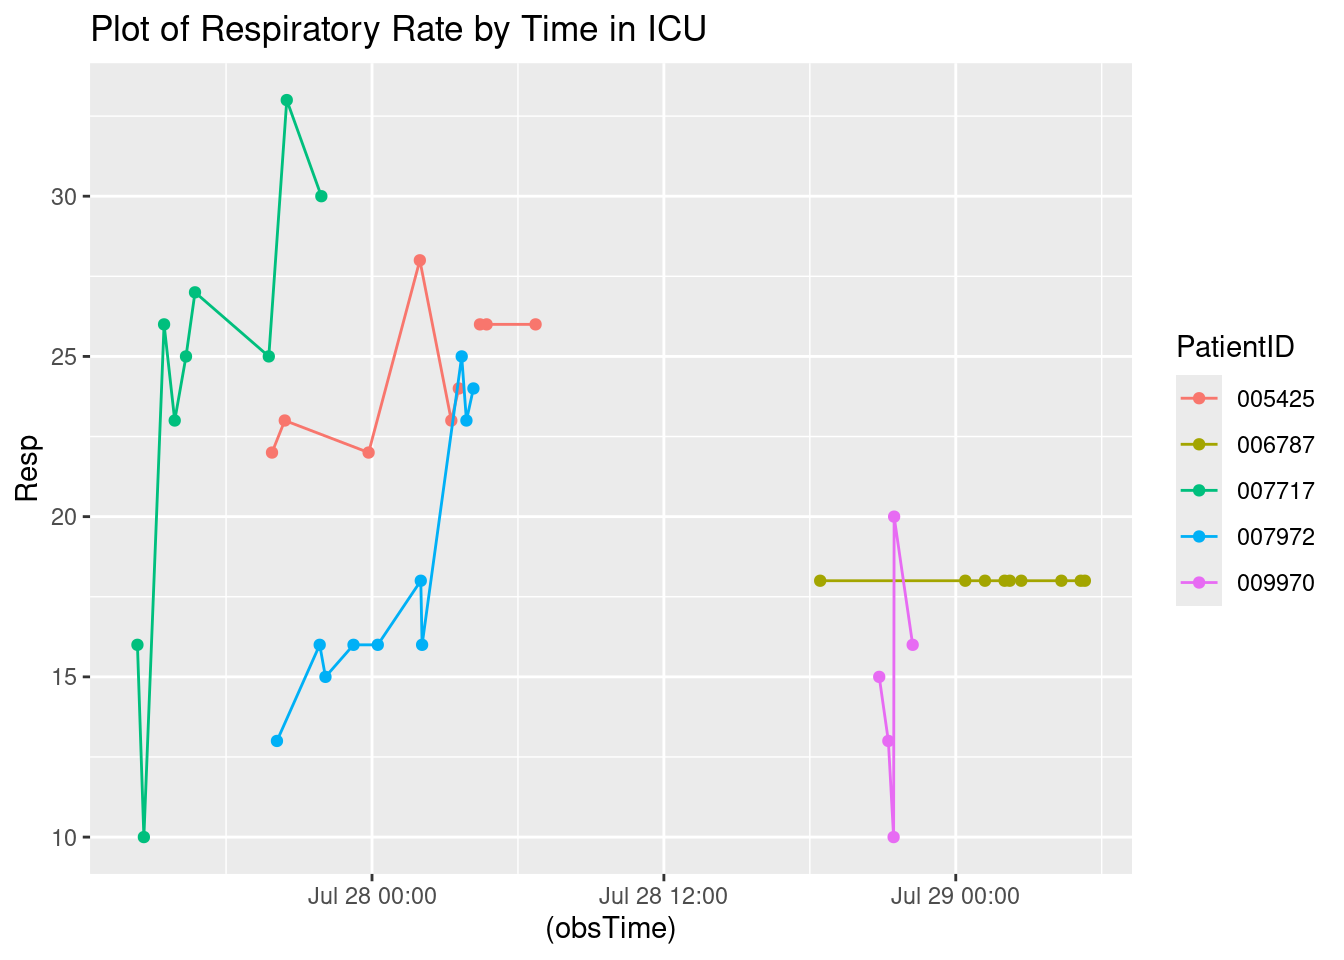 Plot of Respiratory Rate by Time in ICU
Resp
30
25
20
15
10
Jul 28 00:00
Jul 28 12:00
Jul 29 00:00
(obsTime)
PatientID
005425
006787
007717
007972
009970